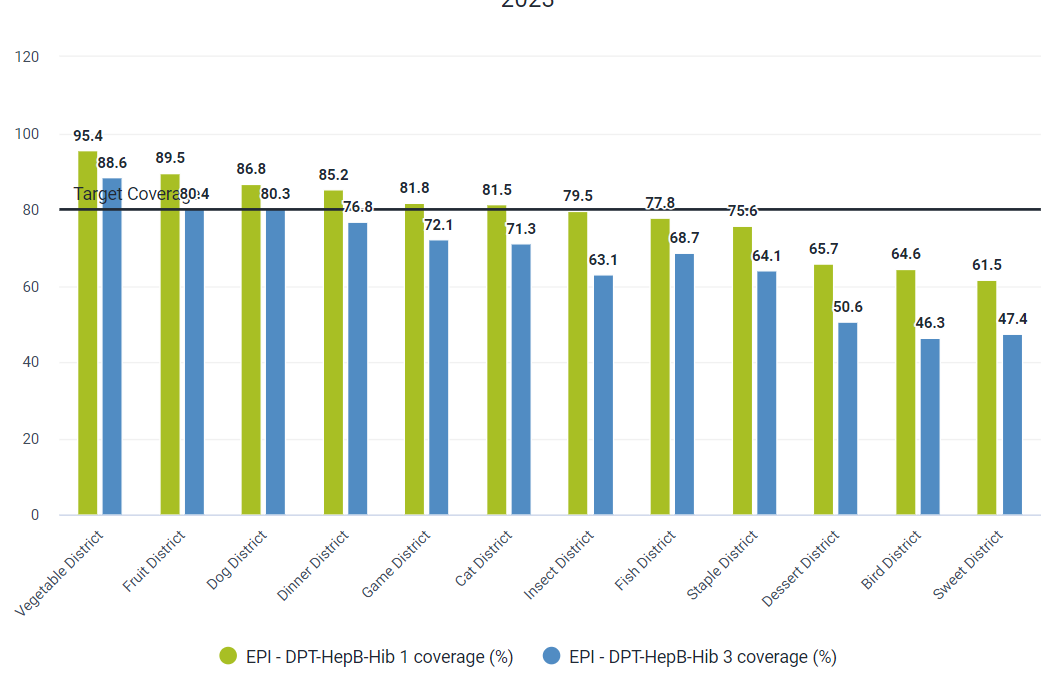 120
100
80
60
40
20
0
Target Coverage
95.4
88.6
89.5
80.4
86.8
80.3
85.2
76.8
81.8
72.1
81.5
71.3
79.5
63.1
77.8
68.7
75.6
64.1
65.7
50.6
64.6
46.3
61.5
47.4
Vegetable District
Fruit District
Dog District
Dinner District
Game District
Cat District
Insect District
Fish District
Staple District
Dessert District
Bird District
Sweet District
EPI - DPT-HepB-Hib 1 coverage (%)
EPI - DPT-HepB-Hib 3 coverage (%)